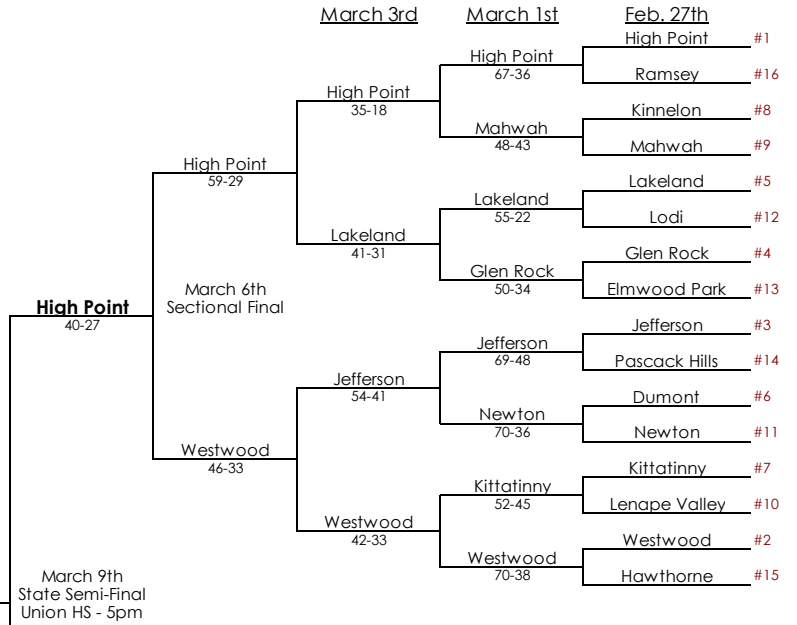 March 3rd March 1st Feb. 27th
High Point #1
High Point
67-36
Ramsey #16
High Point
35-18
Kinnelon #8
Mahwah
48-43
Mahwah #9
High Point
59-29
Lakeland #5
Lakeland
55-22
Lodi #12
Lakeland
41-31
Glen Rock #4
Glen Rock
50-34
Elmwood Park #13
March 6th
Sectional Final
High Point
40-27
Jefferson #3
Jefferson
69-48
Pascack Hills #14
Jefferson
54-41
Dumont #6
Newton
70-36
Newton #11
Westwood
46-33
Kittatinny #7
Kittatinny
52-45
Lenape Valley #10
Westwood
42-33
Westwood #2
Westwood
70-38
Hawthorne #15
March 9th
State Semi-Final
Union HS - 5pm